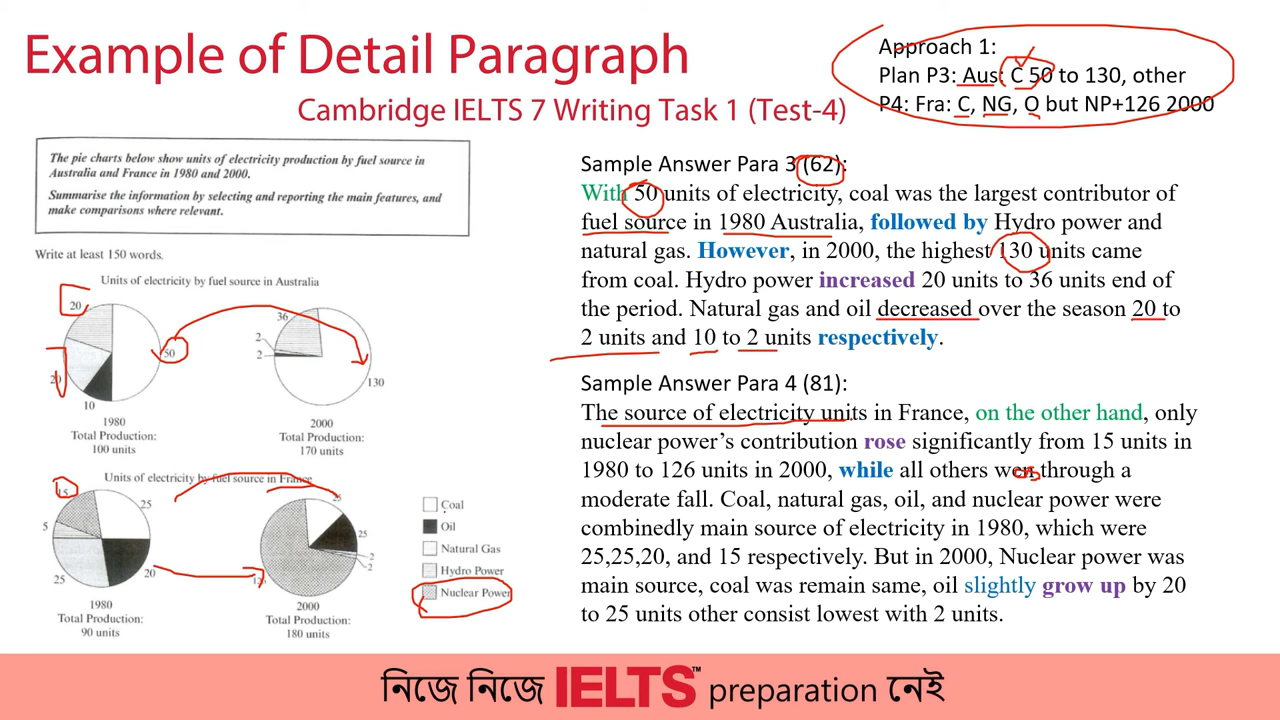 Example of Detail Paragraph
Cambridge IELTS 7 Writing Task 1 (Test-4)
Approach 1:
Plan P3: Aus: C 50 to 130, other
P4: Fra: C, NG, O but NP+126 2000
The pie charts below show units of electricity production by fuel source in
Australia and France in 1980 and 2000.
Summarise the information by selecting and reporting the main features, and
make comparisons where relevant.
Write at least 150 words.
Units of electricity by fuel source in Australia
20
50
20
10
1980
Total Production:
100 units
36
2
2
130
2000
Total Production:
170 units
Units of electricity by fuel source in France
15
25
5
25
20
1980
Total Production:
90 units
25
25
2
2
2000
Total Production:
180 units
Coal
Oil
Natural Gas
Hydro Power
Nuclear Power
Sample Answer Para 3 (62):
With 50 units of electricity, coal was the largest contributor of
fuel source in 1980 Australia, followed by Hydro power and
natural gas. However, in 2000, the highest 130 units came
from coal. Hydro power increased 20 units to 36 units end of
the period. Natural gas and oil decreased over the season 20 to
2 units and 10 to 2 units respectively.
Sample Answer Para 4 (81):
The source of electricity units in France, on the other hand, only
nuclear power's contribution rose significantly from 15 units in
1980 to 126 units in 2000, while all others through a
moderate fall. Coal, natural gas, oil, and nuclear power were
combinedly main source of electricity in 1980, which were
25,25,20, and 15 respectively. But in 2000, Nuclear power was
main source, coal was remain same, oil slightly grow up by 20
to 25 units other consist lowest with 2 units.
নিজে নিজে IELTS™ preparation নেই